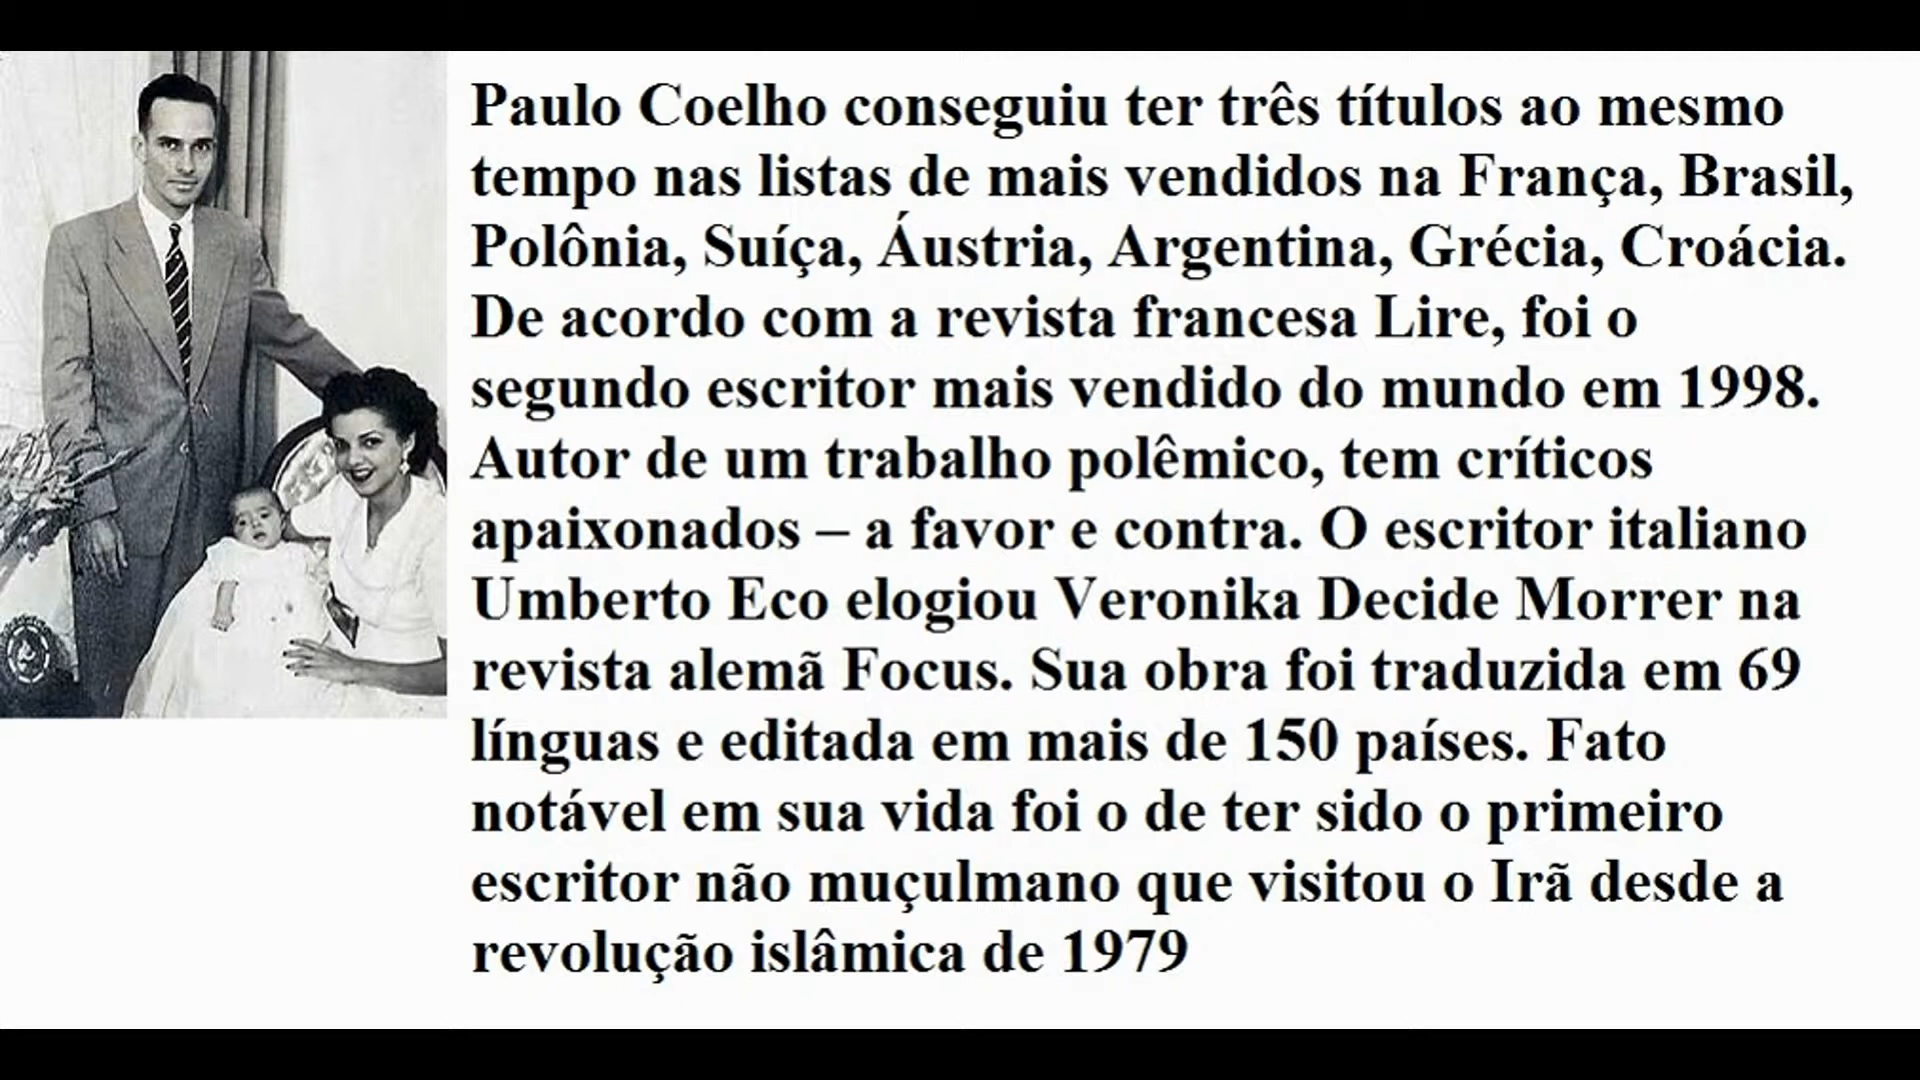 Paulo Coelho conseguiu ter três títulos ao mesmo
tempo nas listas de mais vendidos na França, Brasil,
Polônia, Suíça, Áustria, Argentina, Grécia, Croácia.
De acordo com a revista francesa Lire, foi o
segundo escritor mais vendido do mundo em 1998.
Autor de um trabalho polêmico, tem críticos
apaixonados – a favor e contra. O escritor italiano
Umberto Eco elogiou Veronika Decide Morrer na
revista alemã Focus. Sua obra foi traduzida em 69
línguas e editada em mais de 150 países. Fato
notável em sua vida foi o de ter sido o primeiro
escritor não muçulmano que visitou o Irã desde a
revolução islâmica de 1979